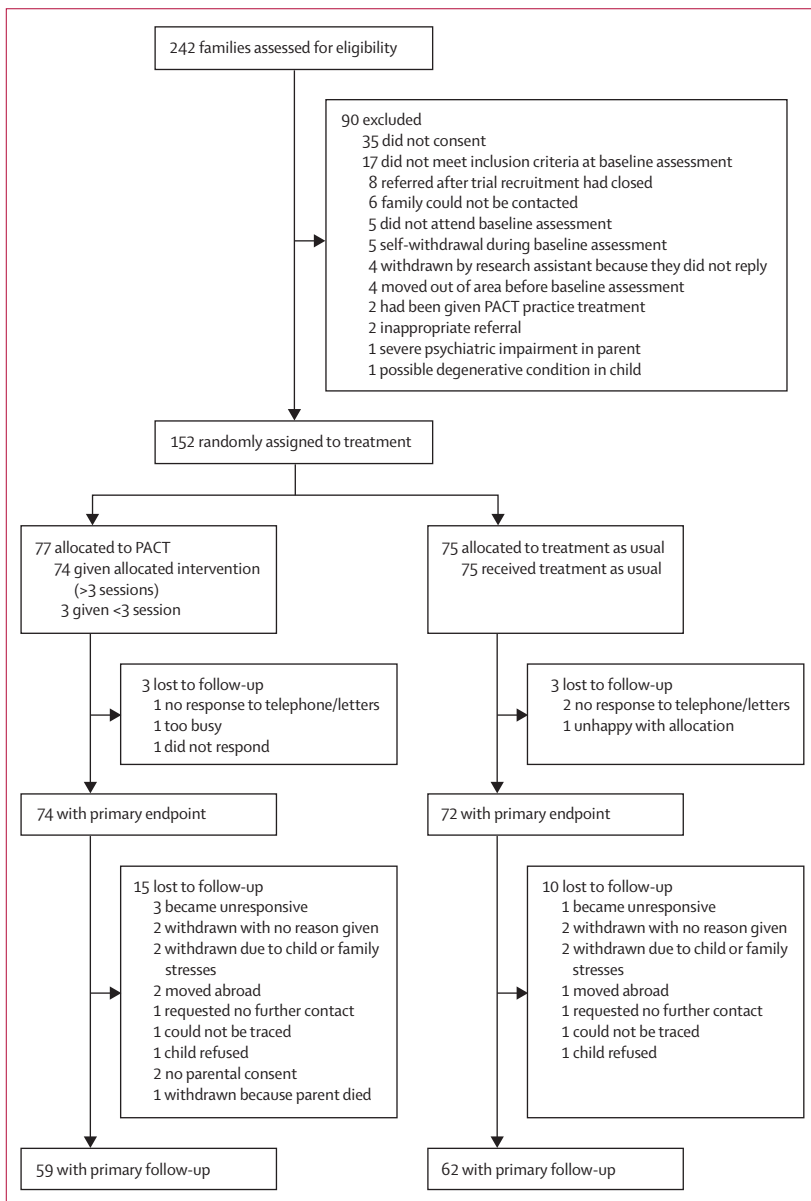 242 families assessed for eligibility
90 excluded
35 did not consent
17 did not meet inclusion criteria at baseline assessment
8 referred after trial recruitment had closed
6 family could not be contacted
5 did not attend baseline assessment
5 self-withdrawal during baseline assessment
4 withdrawn by research assistant because they did not reply
4 moved out of area before baseline assessment
2 had been given PACT practice treatment
2 inappropriate referral
1 severe psychiatric impairment in parent
1 possible degenerative condition in child
152 randomly assigned to treatment
77 allocated to PACT
74 given allocated intervention
(>3 sessions)
3 given <3 session
75 allocated to treatment as usual
75 received treatment as usual
3 lost to follow-up
1 no response to telephone/letters
1 too busy
1 did not respond
3 lost to follow-up
2 no response to telephone/letters
1 unhappy with allocation
74 with primary endpoint
72 with primary endpoint
15 lost to follow-up
3 became unresponsive
2 withdrawn with no reason given
2 withdrawn due to child or family
stresses
2 moved abroad
1 requested no further contact
1 could not be traced
1 child refused
2 no parental consent
1 withdrawn because parent died
10 lost to follow-up
1 became unresponsive
2 withdrawn with no reason given
2 withdrawn due to child or family
stresses
1 moved abroad
1 requested no further contact
1 could not be traced
1 child refused
59 with primary follow-up
62 with primary follow-up